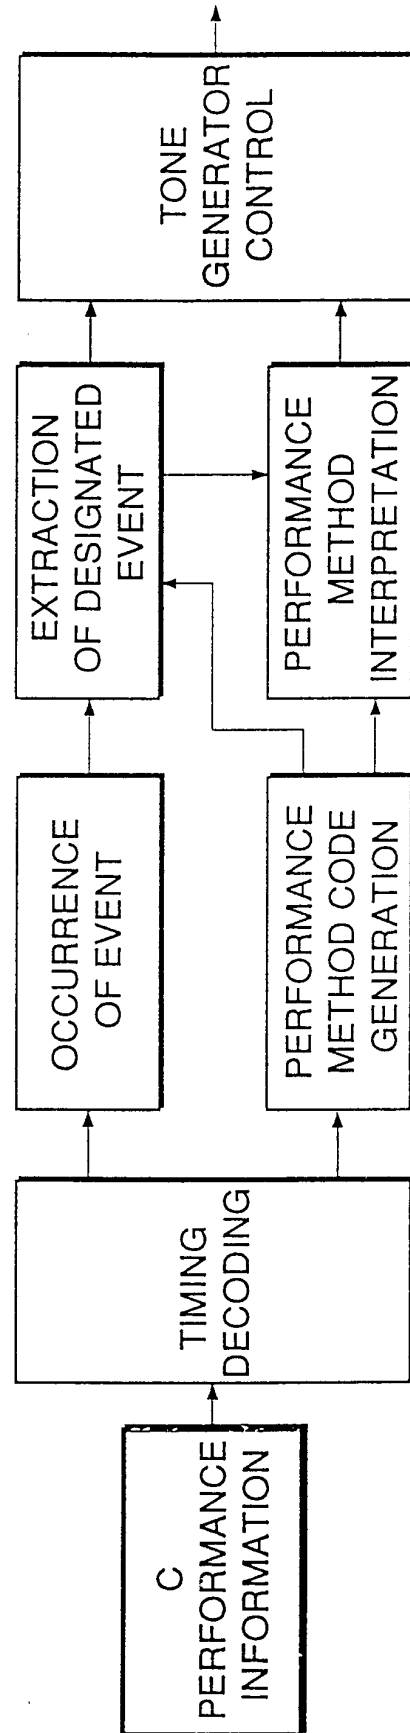 C
PERFORMANCE
INFORMATION
TIMING
DECODING
OCCURRENCE
OF EVENT
PERFORMANCE
METHOD CODE
GENERATION
EXTRACTION
OF DESIGNATED
EVENT
PERFORMANCE
METHOD
INTERPRETATION
TONE
GENERATOR
CONTROL